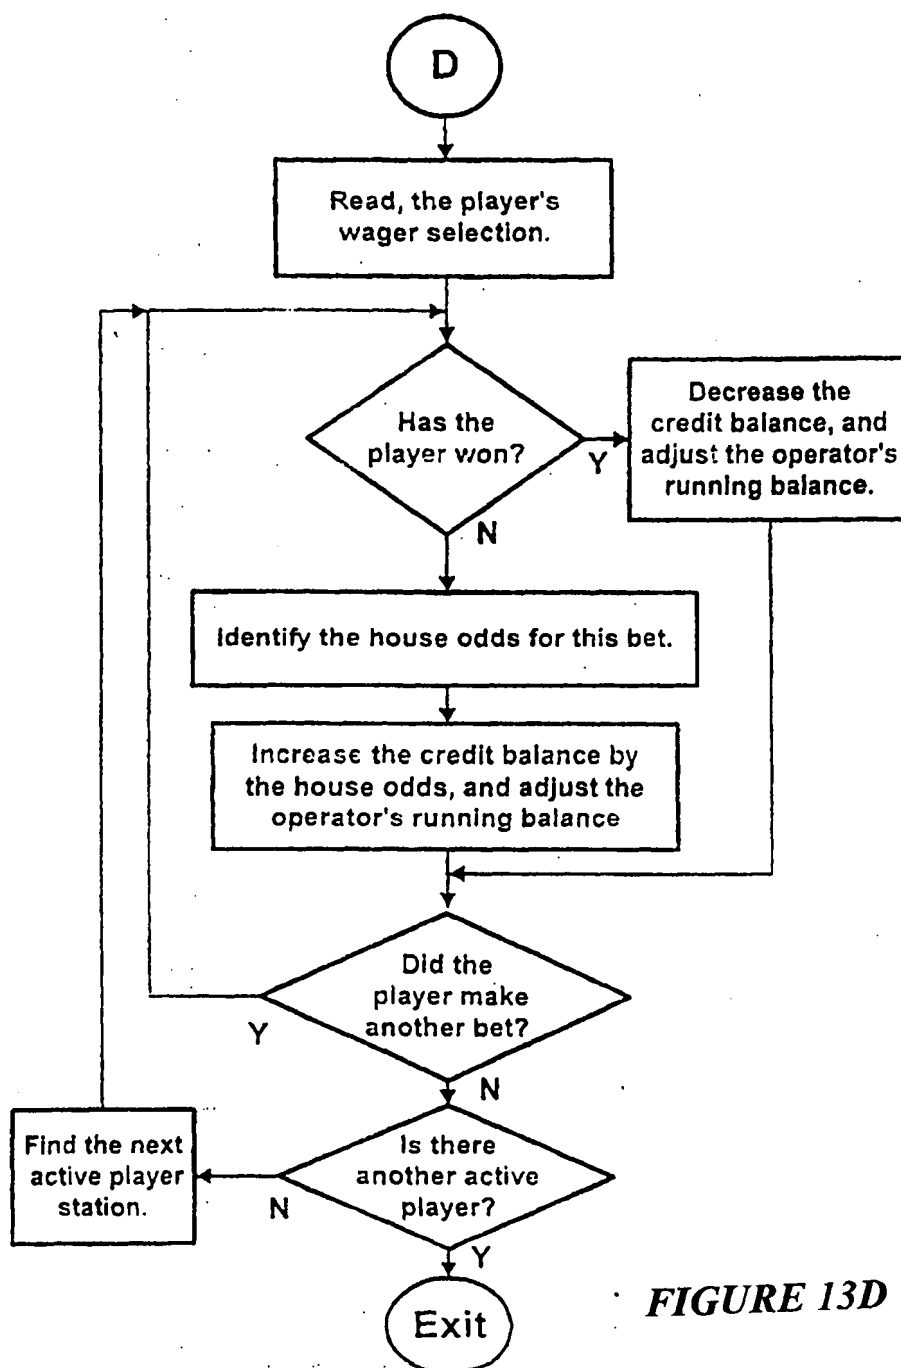 D
Read, the player's
wager selection.
Has the
player won?
Y
N
Decrease the
credit balance, and
adjust the operator's
running balance.
Identify the house odds for this bet.
Increase the credit balance by
the house odds, and adjust the
operator's running balance
Did the
player make
another bet?
Y
N
Is there
another active
player?
N
Y
Find the next
active player
station.
Exit
FIGURE 13D